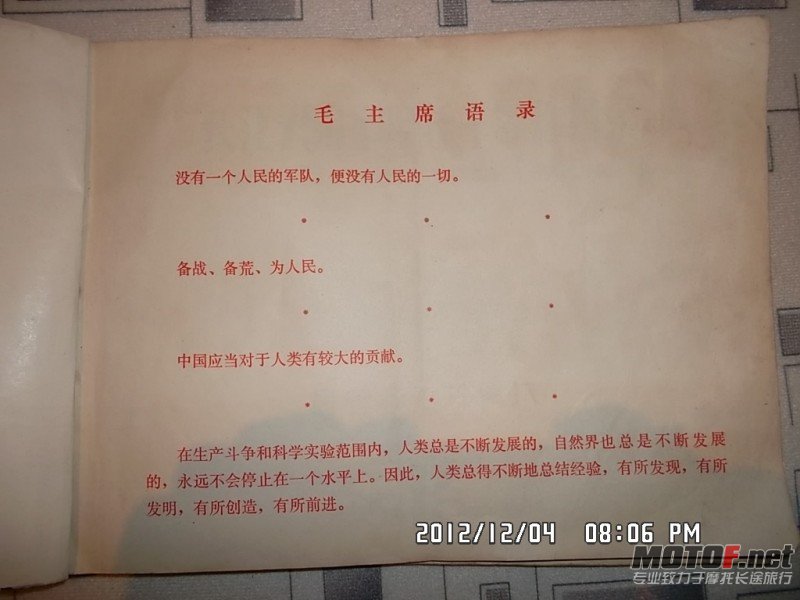 毛主席语录
没有一个人民的军队，便没有人民的一切。
备战、备荒、为人民。
中国应当对于人类有较大的贡献。
在生产斗争和科学实验范围内，人类总是不断发展的，自然界也总是不断发展
的，永远不会停止在一个水平上。因此，人类总得不断地总结经验，有所发现，有所
发明，有所创造，有所前进。
2012/12/04 08:06 PM
MOTOF.net
专业致力于摩托长途旅行